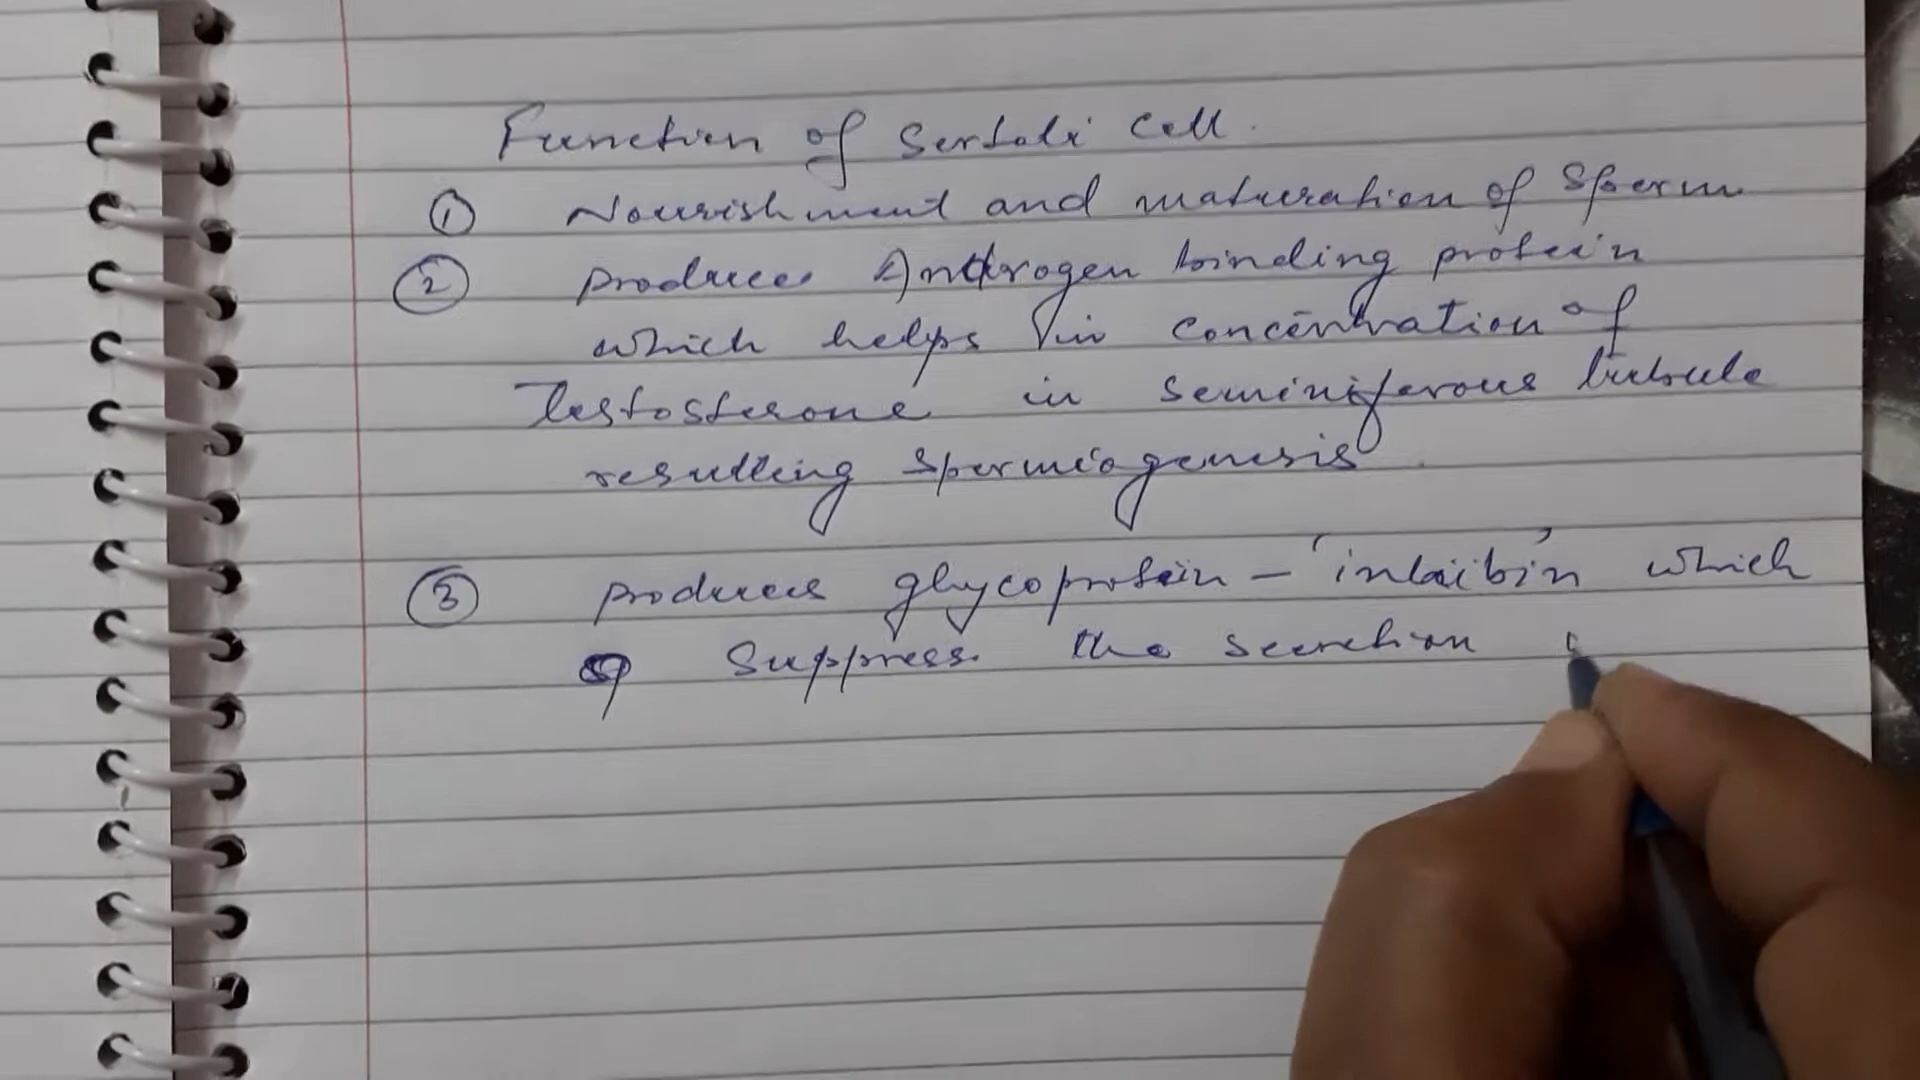 Function of Sertoli Cell.
① Nourishment and maturation of sperm
② produces Androgen binding protein
which helps in concentration of
Testosterone in seminiferous tubule
resulting spermiogenesis.
③ produces glycoprotein - 'inhibin' which
suppress the secretion